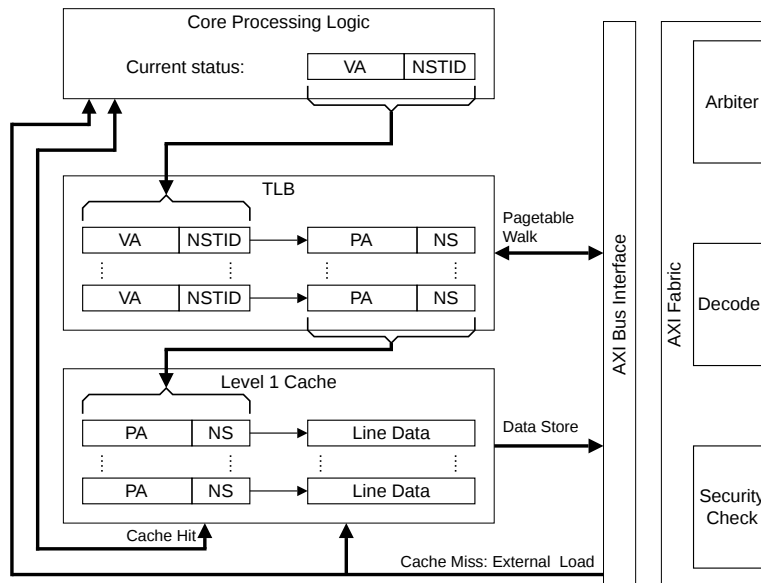 Core Processing Logic
Current status:
VA NSTID
TLB
VA NSTID PA NS
VA NSTID PA NS
Pagetable
Walk
Level 1 Cache
PA NS Line Data
PA NS Line Data
Data Store
Cache Hit
Cache Miss: External Load
AXI Bus Interface
AXI Fabric
Arbiter
Decode
Security
Check